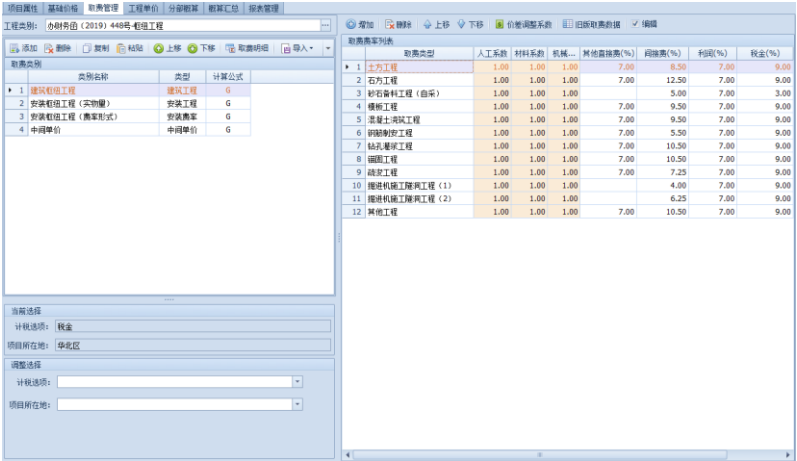 项目属性 基础价格 取费管理 工程单价 分部概算 概算汇总 报表管理
工程类别: 办财务函(2019) 448号-枢纽工程
添加 删除 复制 粘贴 上移 下移 取费明细 导入
取费类别
类别名称 类型 计算公式
1 建筑枢纽工程 建筑工程 G
2 安装枢纽工程(实物量) 安装工程 G
3 安装枢纽工程(费率形式) 安装费率 G
4 中间单价 中间单价 G
当前选择
计税选项: 税金
项目所在地: 华北区
调整选择
计税选项:
项目所在地:
增加 删除 上移 下移 价差调整系数 旧版取费数据 编辑
取费费率列表
取费类型 人工系数 材料系数 机械... 其他直接费(%) 间接费(%) 利润(%) 税金(%)
1 土方工程 1.00 1.00 1.00 7.00 8.50 7.00 9.00
2 石方工程 1.00 1.00 1.00 7.00 12.50 7.00 9.00
3 砂石备料工程(自采) 1.00 1.00 1.00 5.00 7.00 3.00
4 模板工程 1.00 1.00 1.00 7.00 9.50 7.00 9.00
5 混凝土浇筑工程 1.00 1.00 1.00 7.00 9.50 7.00 9.00
6 钢筋制安工程 1.00 1.00 1.00 7.00 5.50 7.00 9.00
7 钻孔灌浆工程 1.00 1.00 1.00 7.00 10.50 7.00 9.00
8 锚固工程 1.00 1.00 1.00 7.00 10.50 7.00 9.00
9 疏浚工程 1.00 1.00 1.00 7.00 7.25 7.00 9.00
10 掘进机施工隧洞工程(1) 1.00 1.00 1.00 4.00 7.00 9.00
11 掘进机施工隧洞工程(2) 1.00 1.00 1.00 6.25 7.00 9.00
12 其他工程 1.00 1.00 1.00 7.00 10.50 7.00 9.00